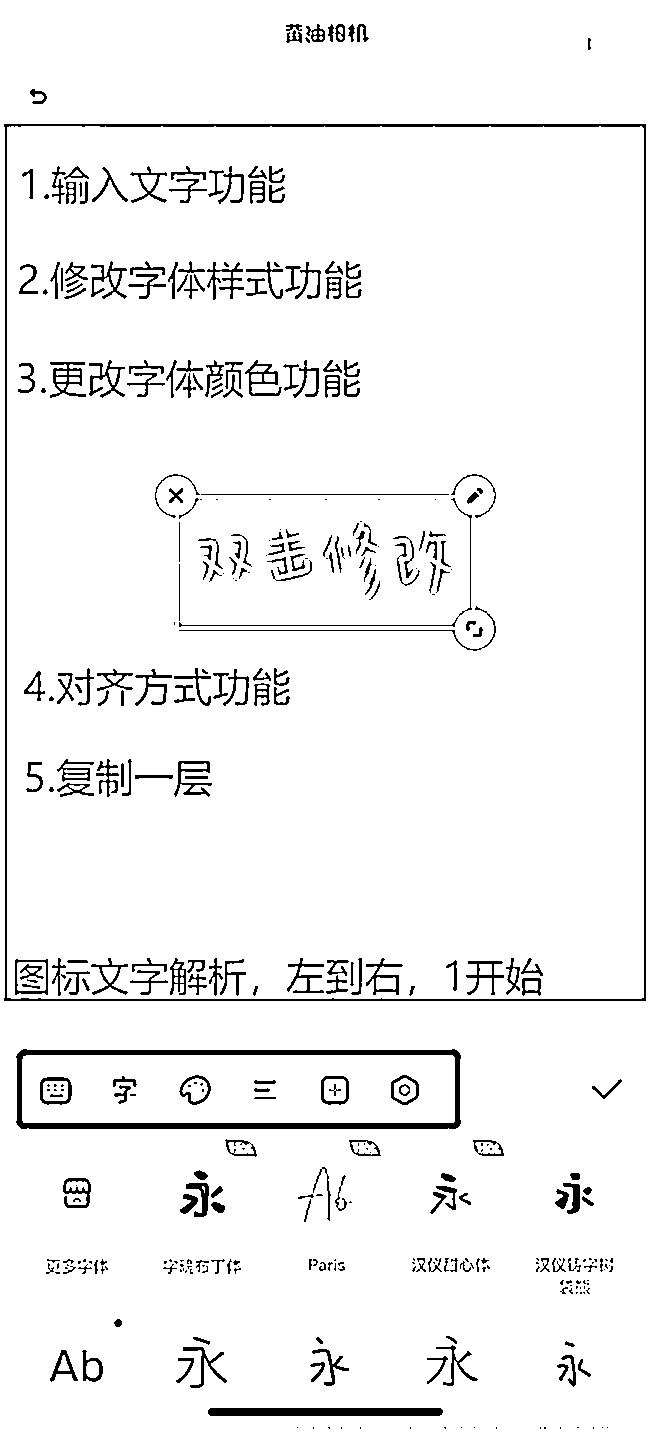 黄油相机
1.输入文字功能
2.修改字体样式功能
3.更改字体颜色功能
双击修改
4.对齐方式功能
5.复制一层
图标文字解析，左到右，1开始
字
永 Ab 永 永
更多字体 字魂布丁体 Paris 汉仪甜心体 汉仪铸字树袋熊
Ab 永 永 永 永